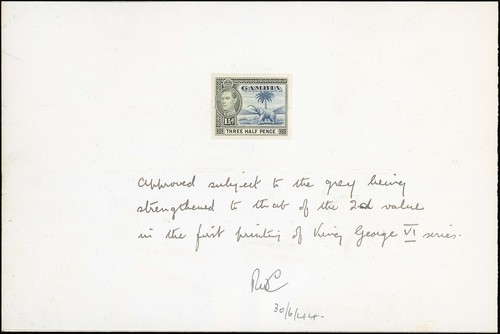 GAMBIA
1½d
THREE HALF PENCE
Approved subject to the grey being
strengthened to that of the 2d value
in the first printing of King George VI series.
30/6/44.